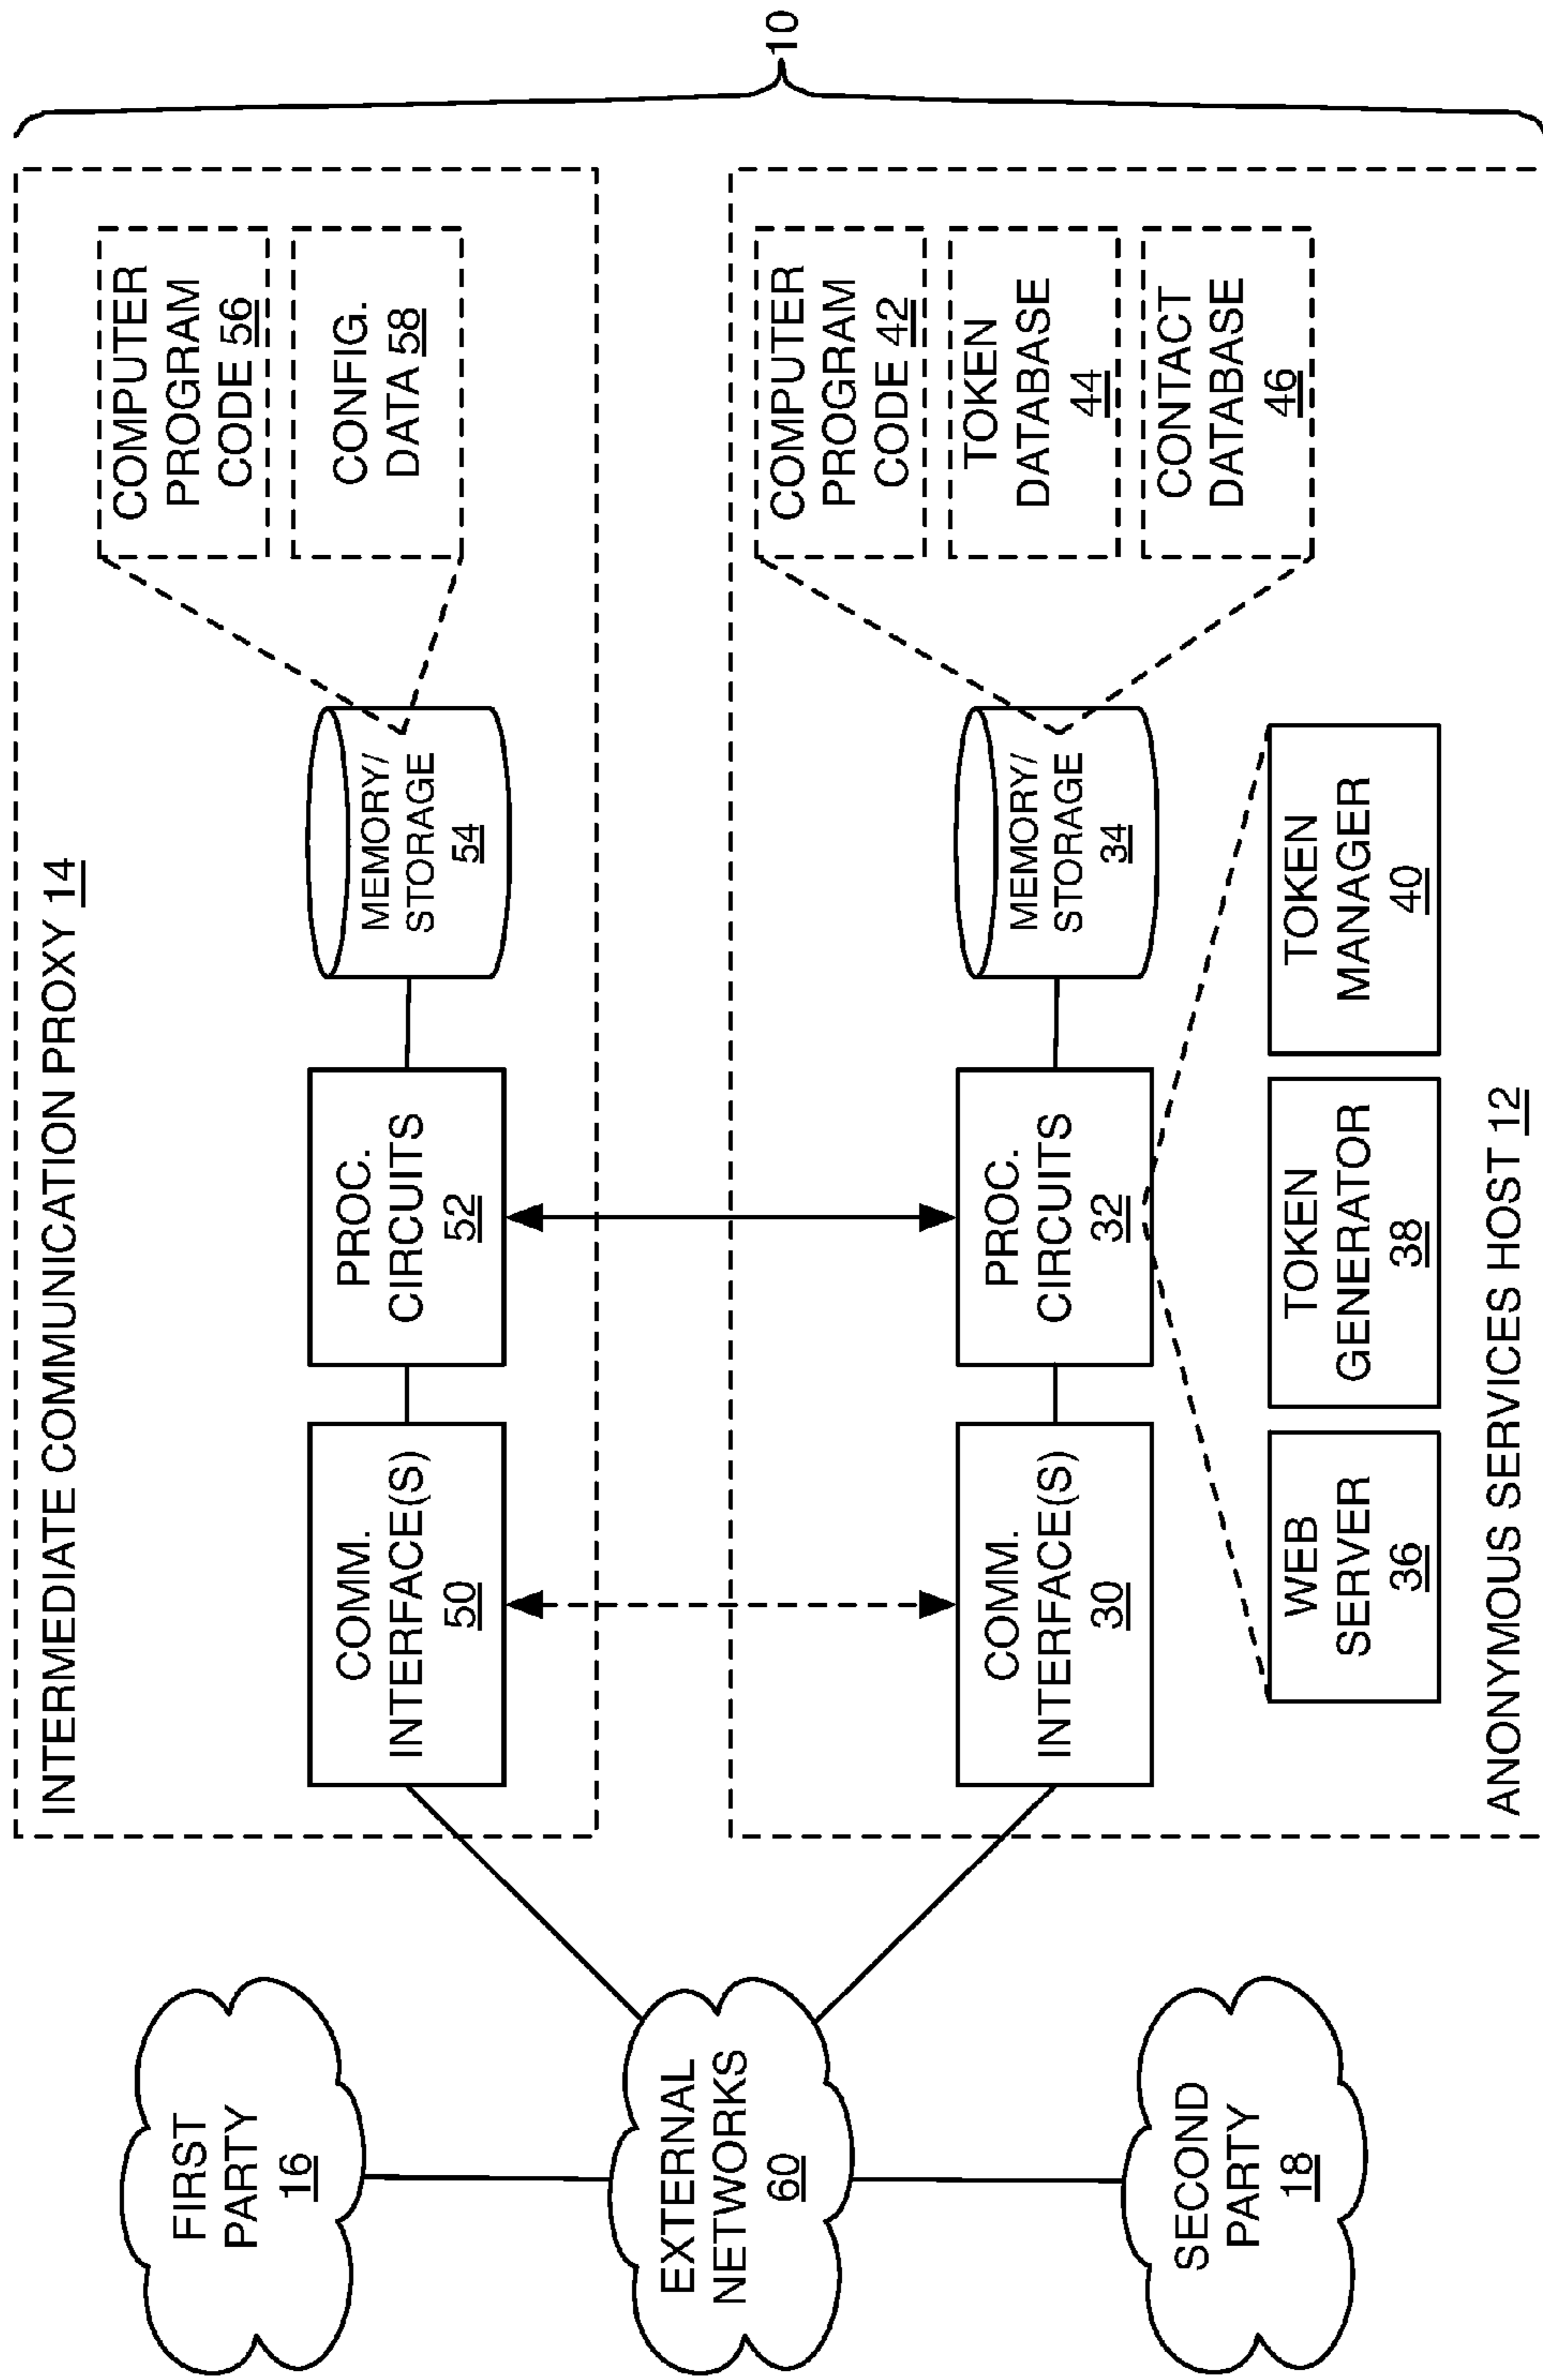 10
INTERMEDIATE COMMUNICATION PROXY 14
FIRST
PARTY
16
COMM.
INTERFACE(S)
50
PROC.
CIRCUITS
52
MEMORY/
STORAGE
54
COMPUTER
PROGRAM
CODE 56
CONFIG.
DATA 58
EXTERNAL
NETWORKS
60
SECOND
PARTY
18
COMM.
INTERFACE(S)
30
PROC.
CIRCUITS
32
MEMORY/
STORAGE
34
COMPUTER
PROGRAM
CODE 42
TOKEN
DATABASE
44
CONTACT
DATABASE
46
WEB
SERVER
36
TOKEN
GENERATOR
38
TOKEN
MANAGER
40
ANONYMOUS SERVICES HOST 12